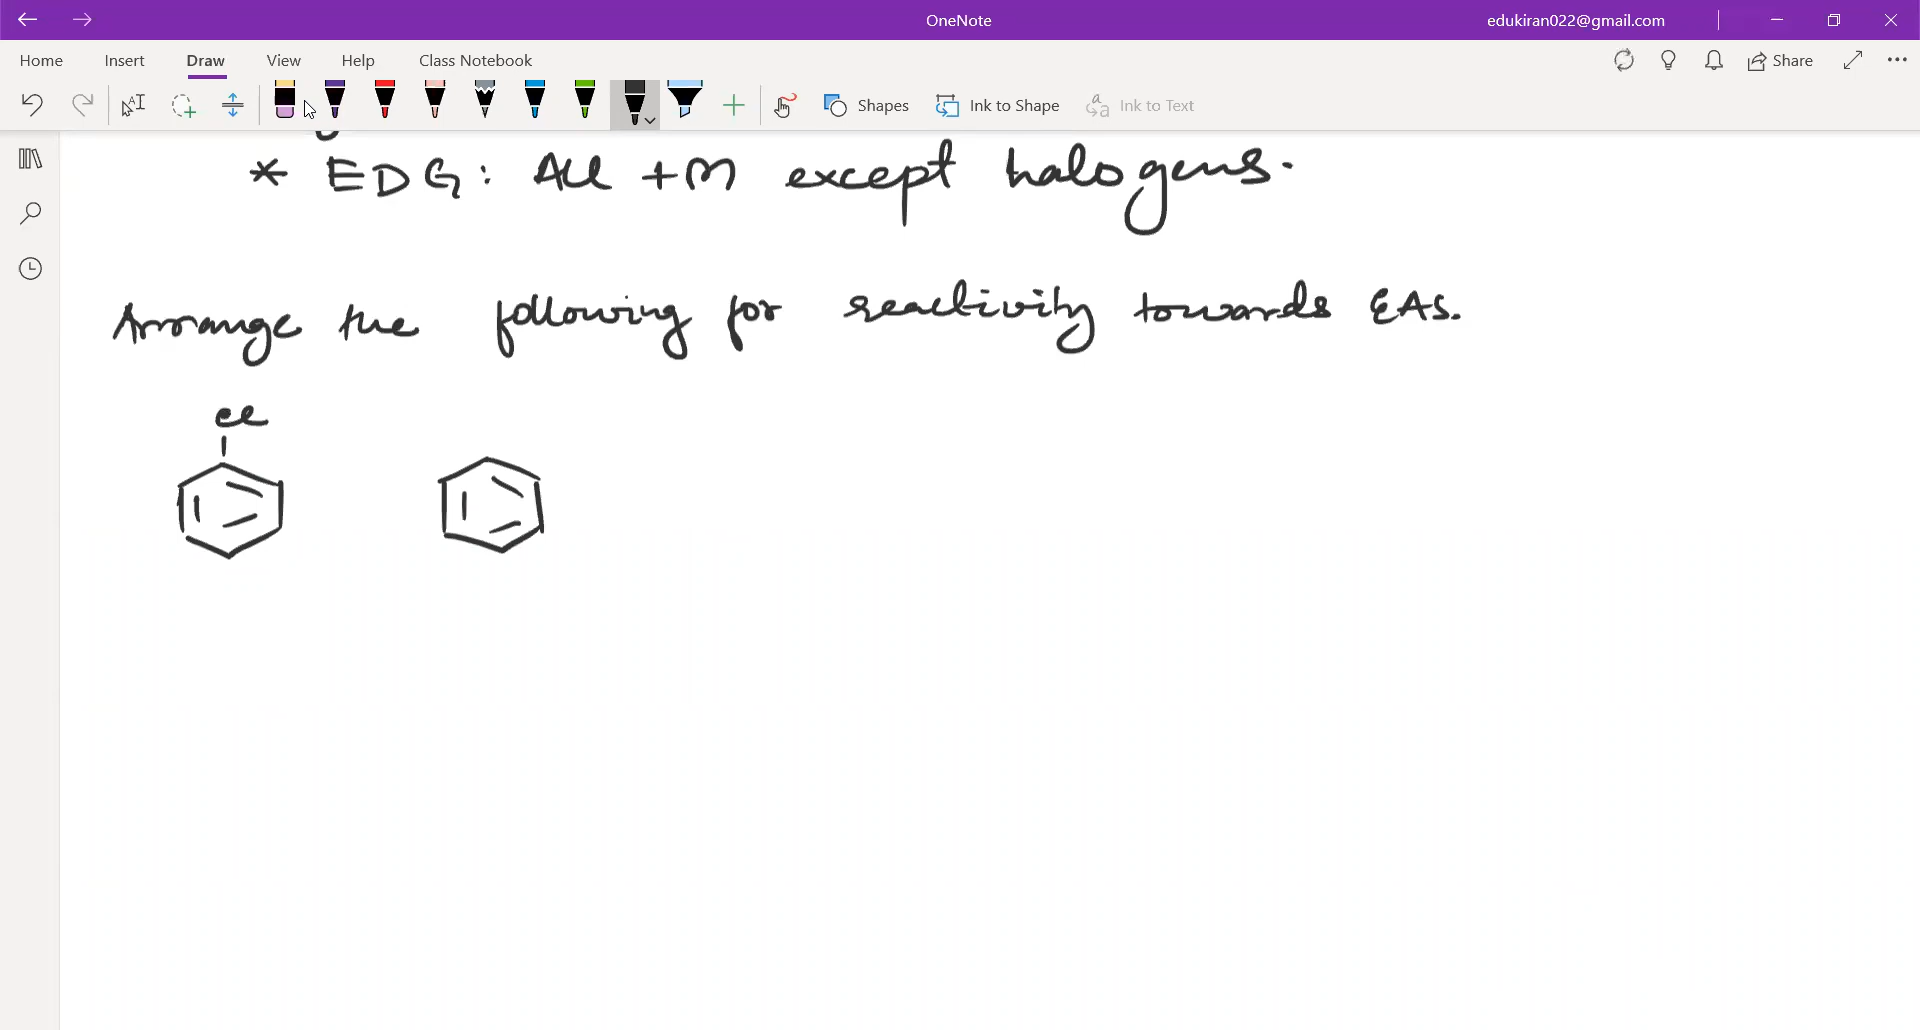 OneNote
edukiran022@gmail.com
Home Insert Draw View Help Class Notebook
Share
Shapes Ink to Shape Ink to Text
* EDG: All +M except halogens.
Arrange the following for reactivity towards EAS.
Cl